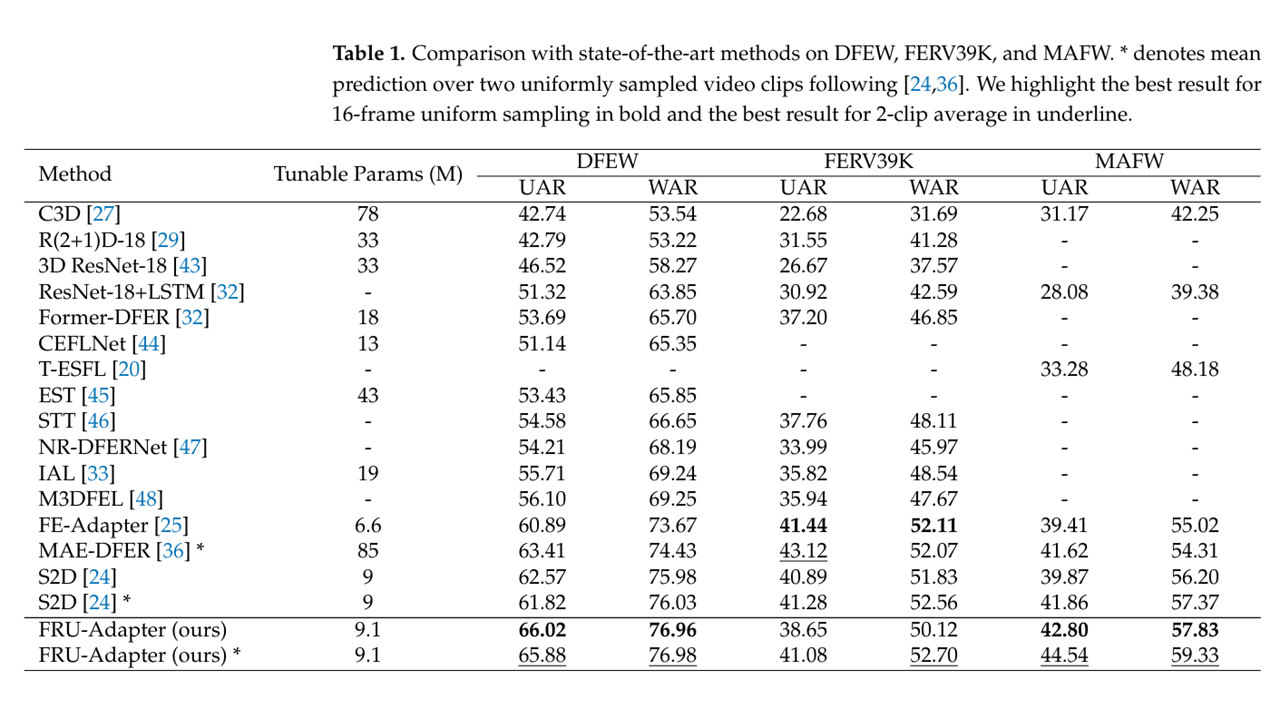 Table 1. Comparison with state-of-the-art methods on DFEW, FERV39K, and MAFW. * denotes mean
prediction over two uniformly sampled video clips following [24,36]. We highlight the best result for
16-frame uniform sampling in bold and the best result for 2-clip average in underline.
Method Tunable Params (M) DFEW FERV39K MAFW
UAR WAR UAR WAR UAR WAR
C3D [27] 78 42.74 53.54 22.68 31.69 31.17 42.25
R(2+1)D-18 [29] 33 42.79 53.22 31.55 41.28 - -
3D ResNet-18 [43] 33 46.52 58.27 26.67 37.57 - -
ResNet-18+LSTM [32] - 51.32 63.85 30.92 42.59 28.08 39.38
Former-DFER [32] 18 53.69 65.70 37.20 46.85 - -
CEFLNet [44] 13 51.14 65.35 - - - -
T-ESFL [20] - - - - - 33.28 48.18
EST [45] 43 53.43 65.85 - - - -
STT [46] - 54.58 66.65 37.76 48.11 - -
NR-DFERNet [47] - 54.21 68.19 33.99 45.97 - -
IAL [33] 19 55.71 69.24 35.82 48.54 - -
M3DFEL [48] - 56.10 69.25 35.94 47.67 - -
FE-Adapter [25] 6.6 60.89 73.67 41.44 52.11 39.41 55.02
MAE-DFER [36] * 85 63.41 74.43 43.12 52.07 41.62 54.31
S2D [24] 9 62.57 75.98 40.89 51.83 39.87 56.20
S2D [24] * 9 61.82 76.03 41.28 52.56 41.86 57.37
FRU-Adapter (ours) 9.1 66.02 76.96 38.65 50.12 42.80 57.83
FRU-Adapter (ours) * 9.1 65.88 76.98 41.08 52.70 44.54 59.33